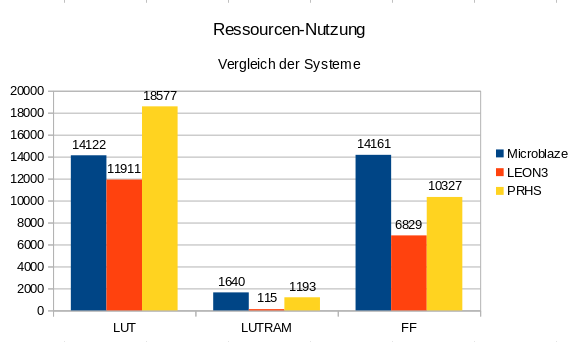 Ressourcen-Nutzung
Vergleich der Systeme
20000
18000
16000
14000
12000
10000
8000
6000
4000
2000
0
14122
11911
18577
1640
115
1193
14161
6829
10327
LUT
LUTRAM
FF
Microblaze
LEON3
PRHS